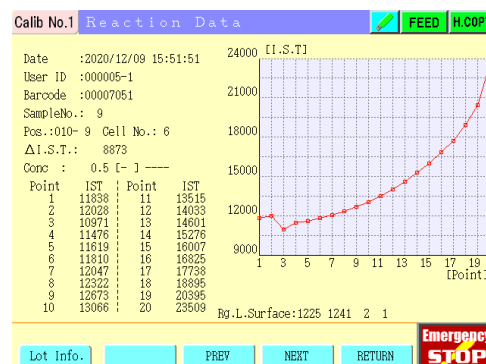 Calib No.1 Reaction Data FEED H.COP
Date :2020/12/09 15:51:51
User ID :000005-1
Barcode :00007051
SampleNo.: 9
Pos.:010- 9 Cell No.: 6
ΔI.S.T.: 8873
Conc : 0.5 [- ] ----
Point IST Point IST
1 11838 11 13515
2 12028 12 14033
3 10971 13 14601
4 11476 14 15276
5 11619 15 16007
6 11810 16 16825
7 12047 17 17738
8 12322 18 18895
9 12673 19 20395
10 13066 20 23509
[I.S.T]
24000
21000
18000
15000
12000
9000
1 3 5 7 9 11 13 15 17 19
[Point]
Rg.L.Surface:1225 1241 2 1
Lot Info. PREV NEXT RETURN
Emergency
STOP